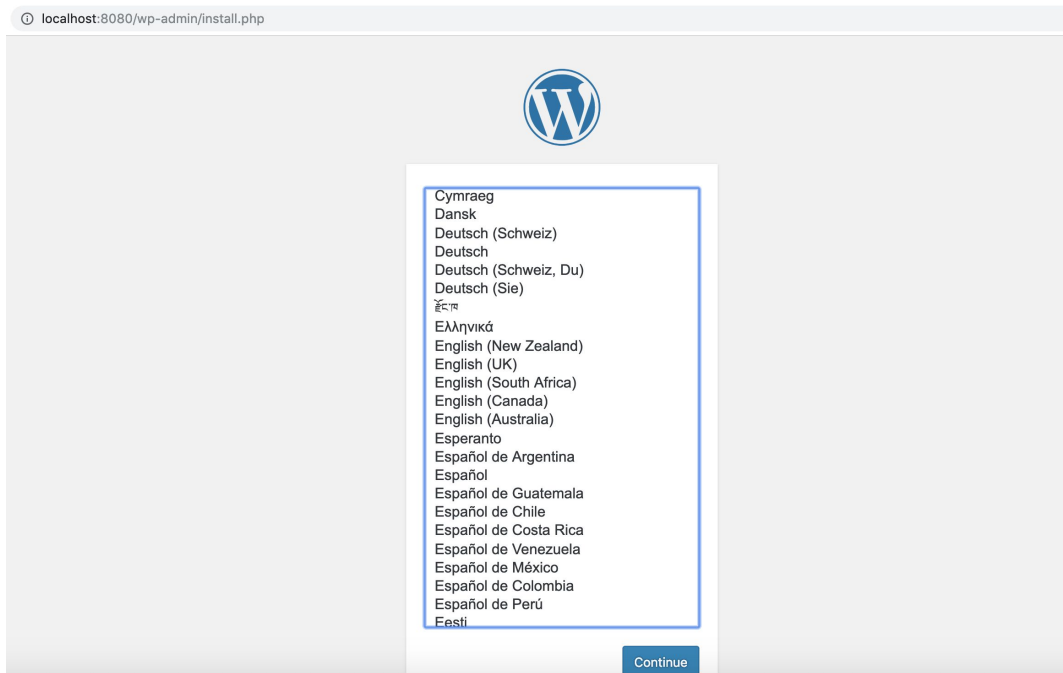 localhost:8080/wp-admin/install.php
Cymraeg
Dansk
Deutsch (Schweiz)
Deutsch
Deutsch (Schweiz, Du)
Deutsch (Sie)
རྫོང་ཁ
Ελληνικά
English (New Zealand)
English (UK)
English (South Africa)
English (Canada)
English (Australia)
Esperanto
Español de Argentina
Español
Español de Guatemala
Español de Chile
Español de Costa Rica
Español de Venezuela
Español de México
Español de Colombia
Español de Perú
Eesti
Continue